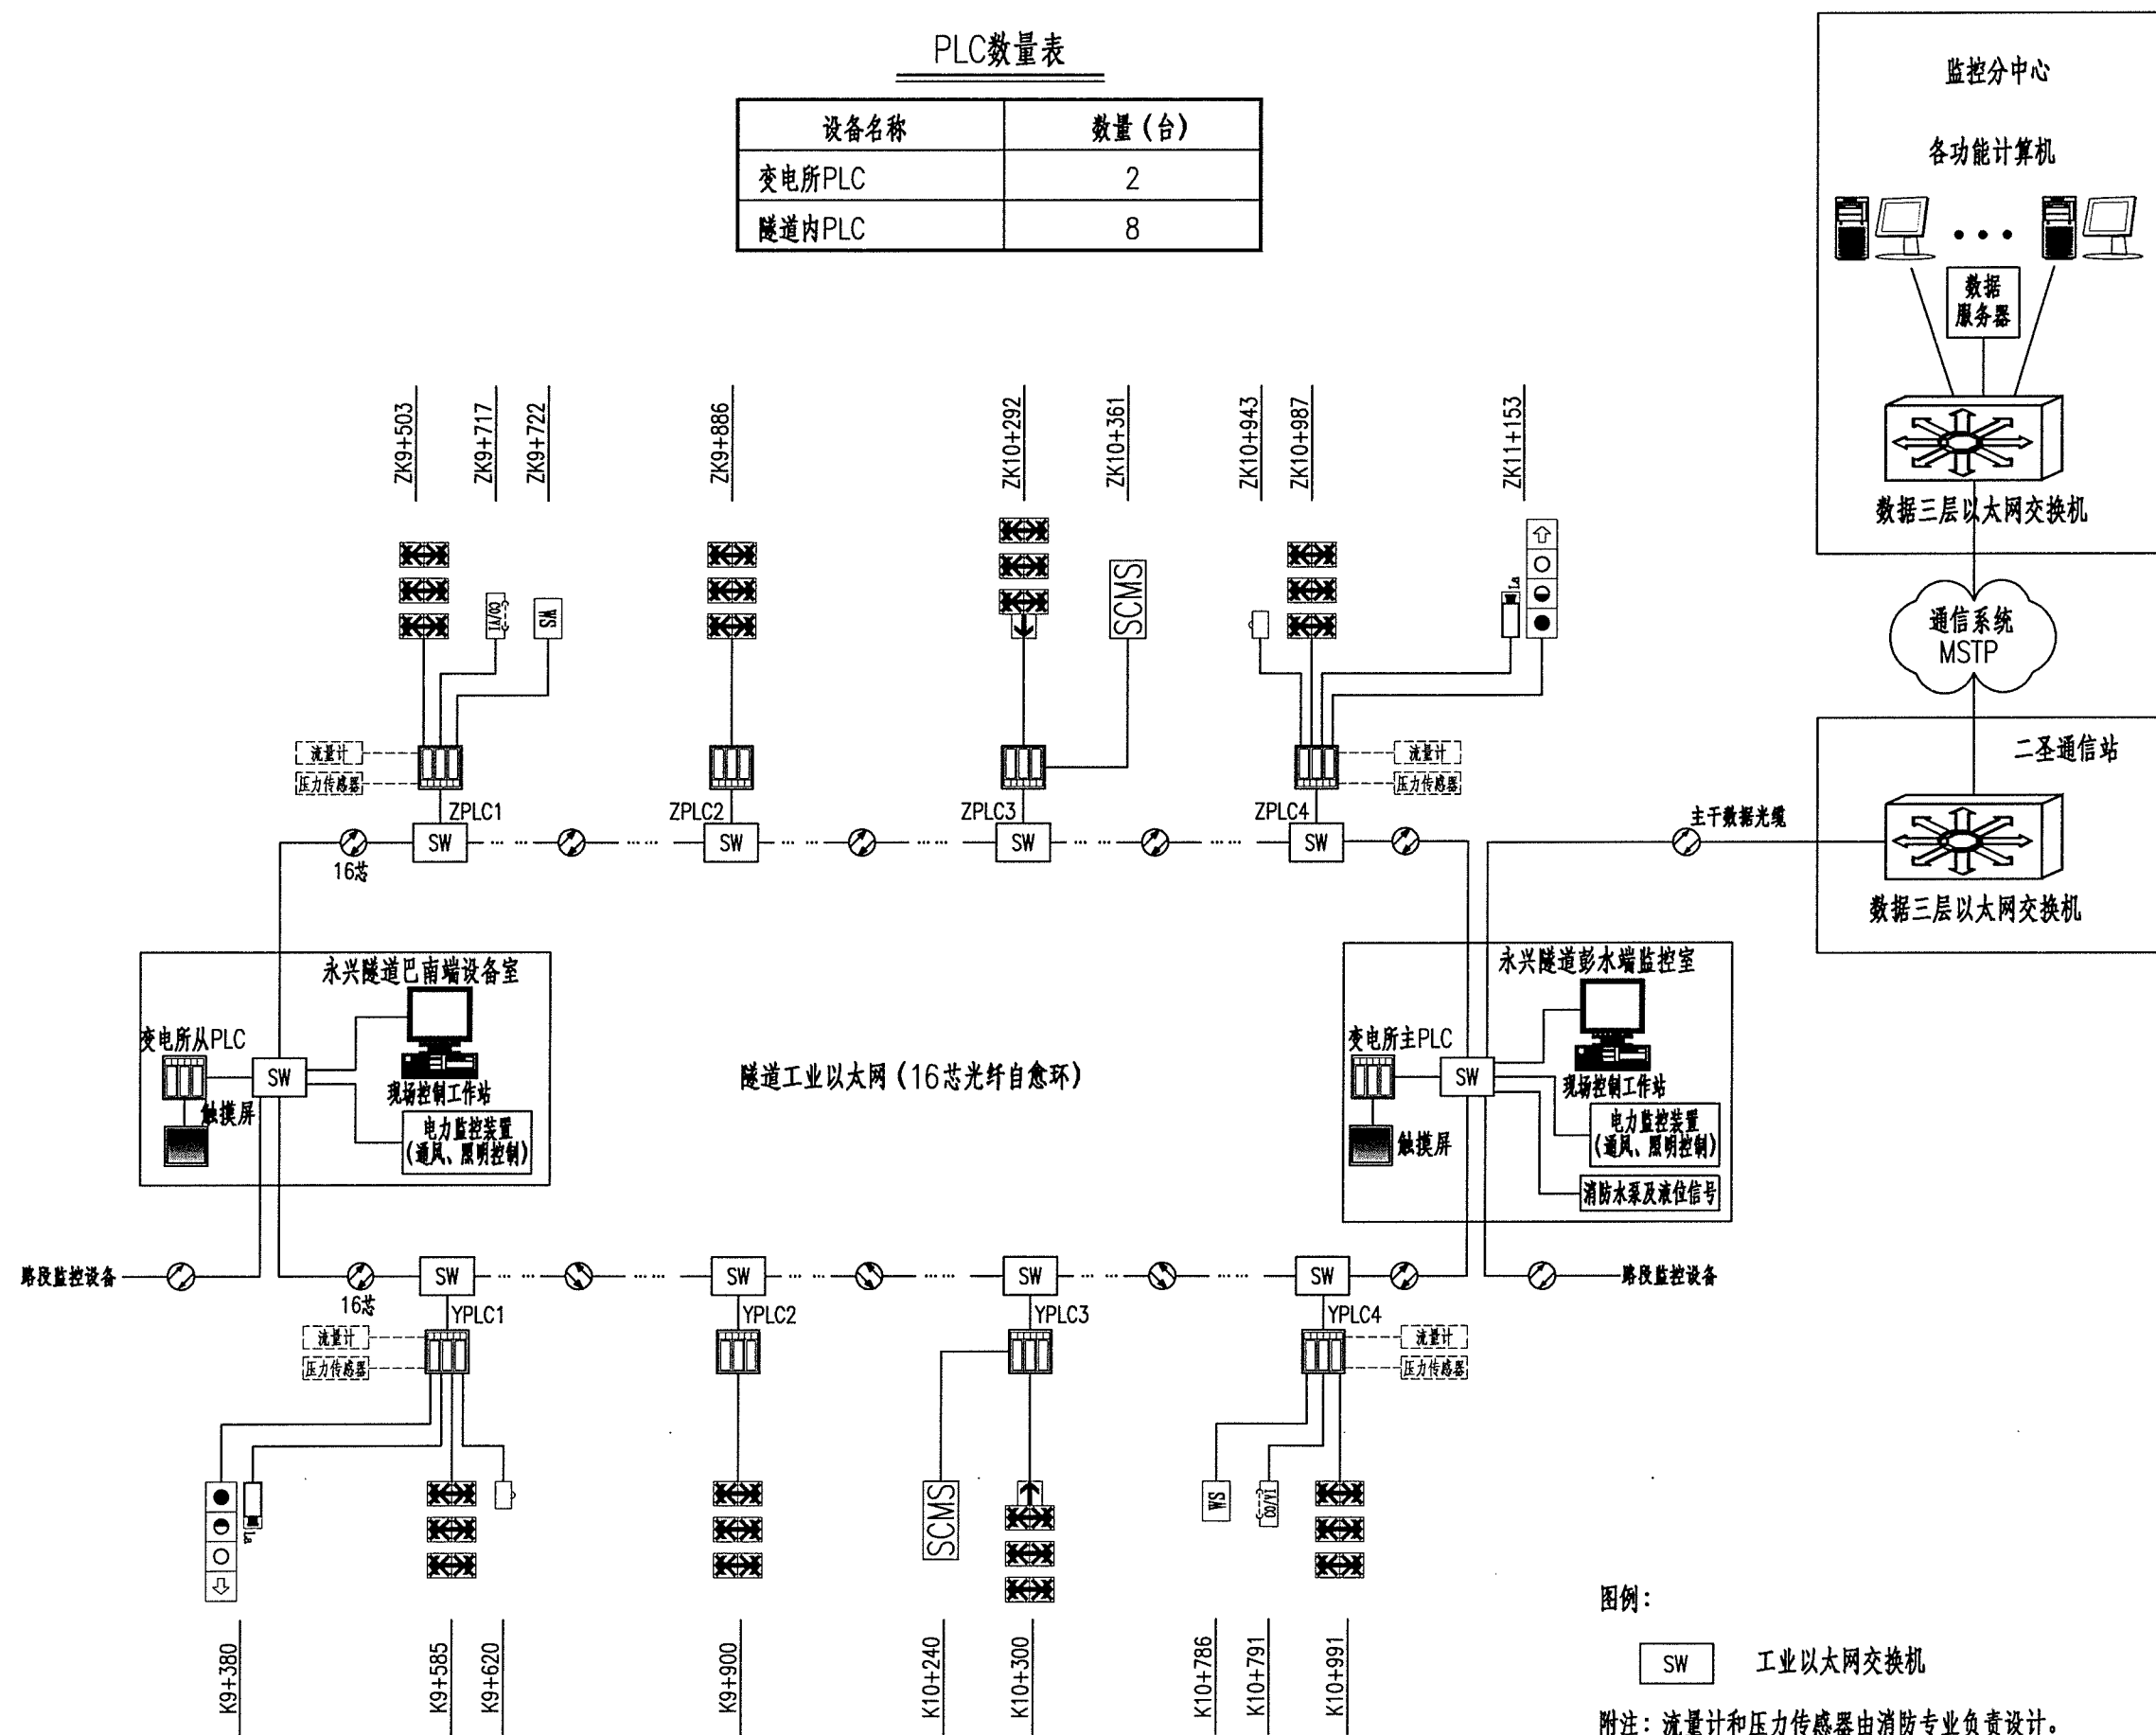 PLC数量表
设备名称 数量（台）
变电所PLC 2
隧道内PLC 8
监控分中心
各功能计算机
数据
服务器
数据三层以太网交换机
通信系统
MSTP
二圣通信站
数据三层以太网交换机
主干数据光缆
ZK9+503
ZK9+717
ZK9+722
ZK9+886
ZK10+292
ZK10+361
ZK10+943
ZK10+987
ZK11+153
CO/VI
WS
SCMS
La
流量计
压力传感器
流量计
压力传感器
ZPLC1
ZPLC2
ZPLC3
ZPLC4
SW
SW
SW
SW
16芯
永兴隧道巴南端设备室
变电所从PLC
SW
触摸屏
现场控制工作站
电力监控装置
(通风、照明控制)
隧道工业以太网（16芯光纤自愈环）
永兴隧道彭水端监控室
变电所主PLC
SW
触摸屏
现场控制工作站
电力监控装置
(通风、照明控制)
消防水泵及液位信号
路段监控设备
16芯
SW
SW
SW
SW
路段监控设备
YPLC1
YPLC2
YPLC3
YPLC4
流量计
压力传感器
流量计
压力传感器
La
SCMS
WS
CO/VI
K9+380
K9+585
K9+620
K9+900
K10+240
K10+300
K10+786
K10+791
K10+991
图例：
SW 工业以太网交换机
附注：流量计和压力传感器由消防专业负责设计。